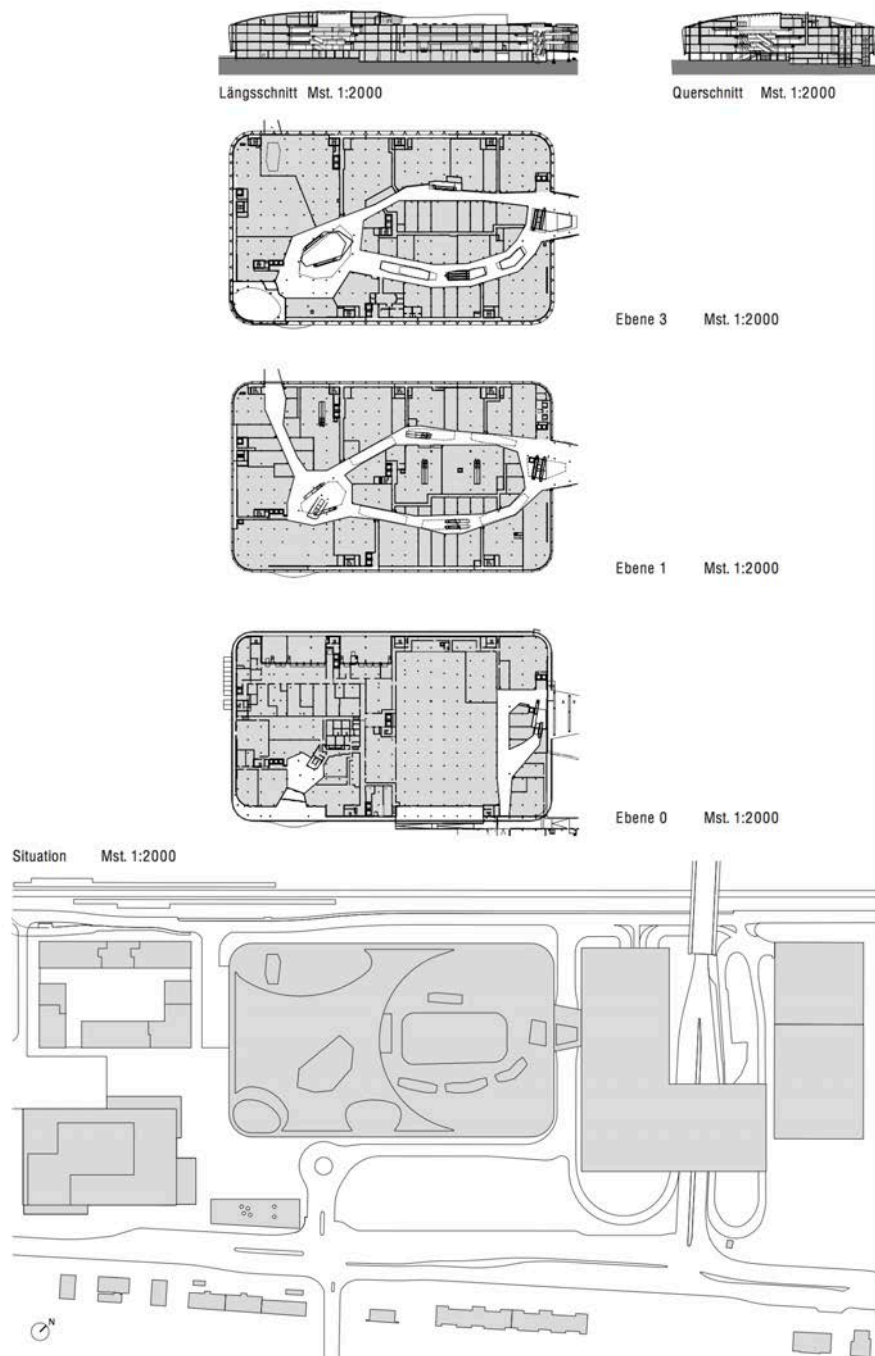 Längsschnitt Mst. 1:2000
Querschnitt Mst. 1:2000
Ebene 3 Mst. 1:2000
Ebene 1 Mst. 1:2000
Ebene 0 Mst. 1:2000
Situation Mst. 1:2000
N